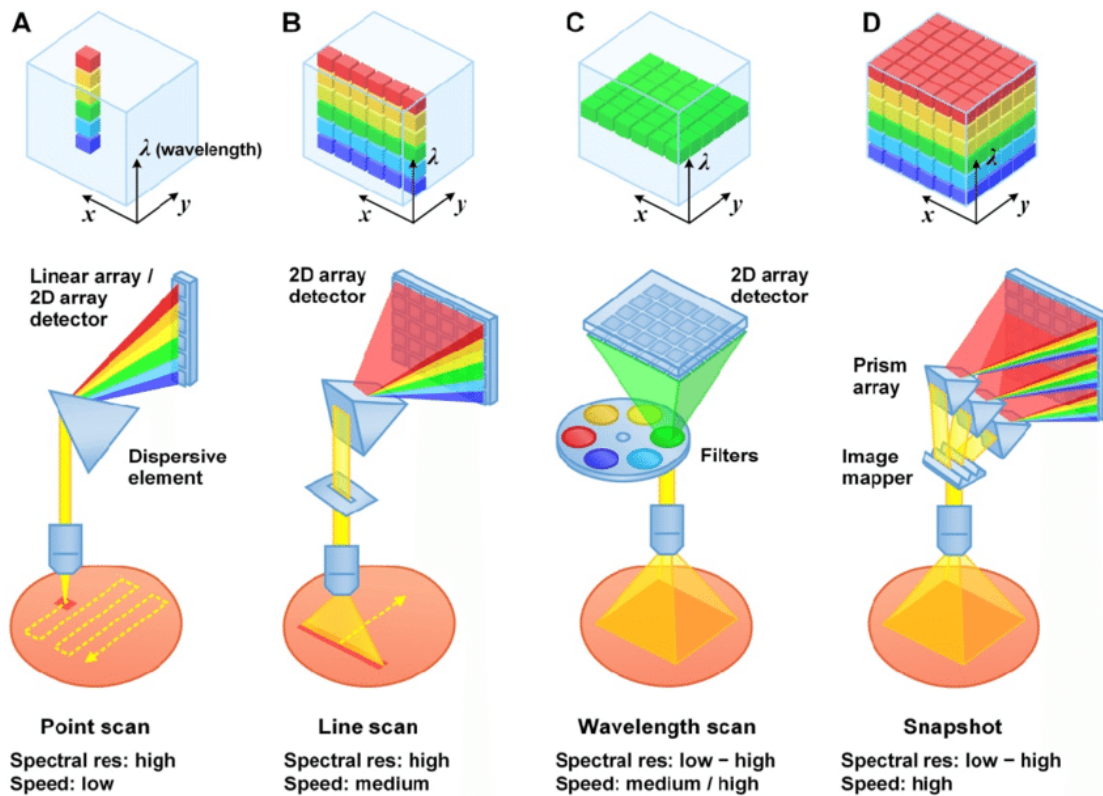 A
λ (wavelength)
x
y
B
λ
x
y
C
λ
x
y
D
λ
x
y
Linear array /
2D array
detector
Dispersive
element
2D array
detector
2D array
detector
Filters
Prism
array
Image
mapper
Point scan
Spectral res: high
Speed: low
Line scan
Spectral res: high
Speed: medium
Wavelength scan
Spectral res: low – high
Speed: medium / high
Snapshot
Spectral res: low – high
Speed: high